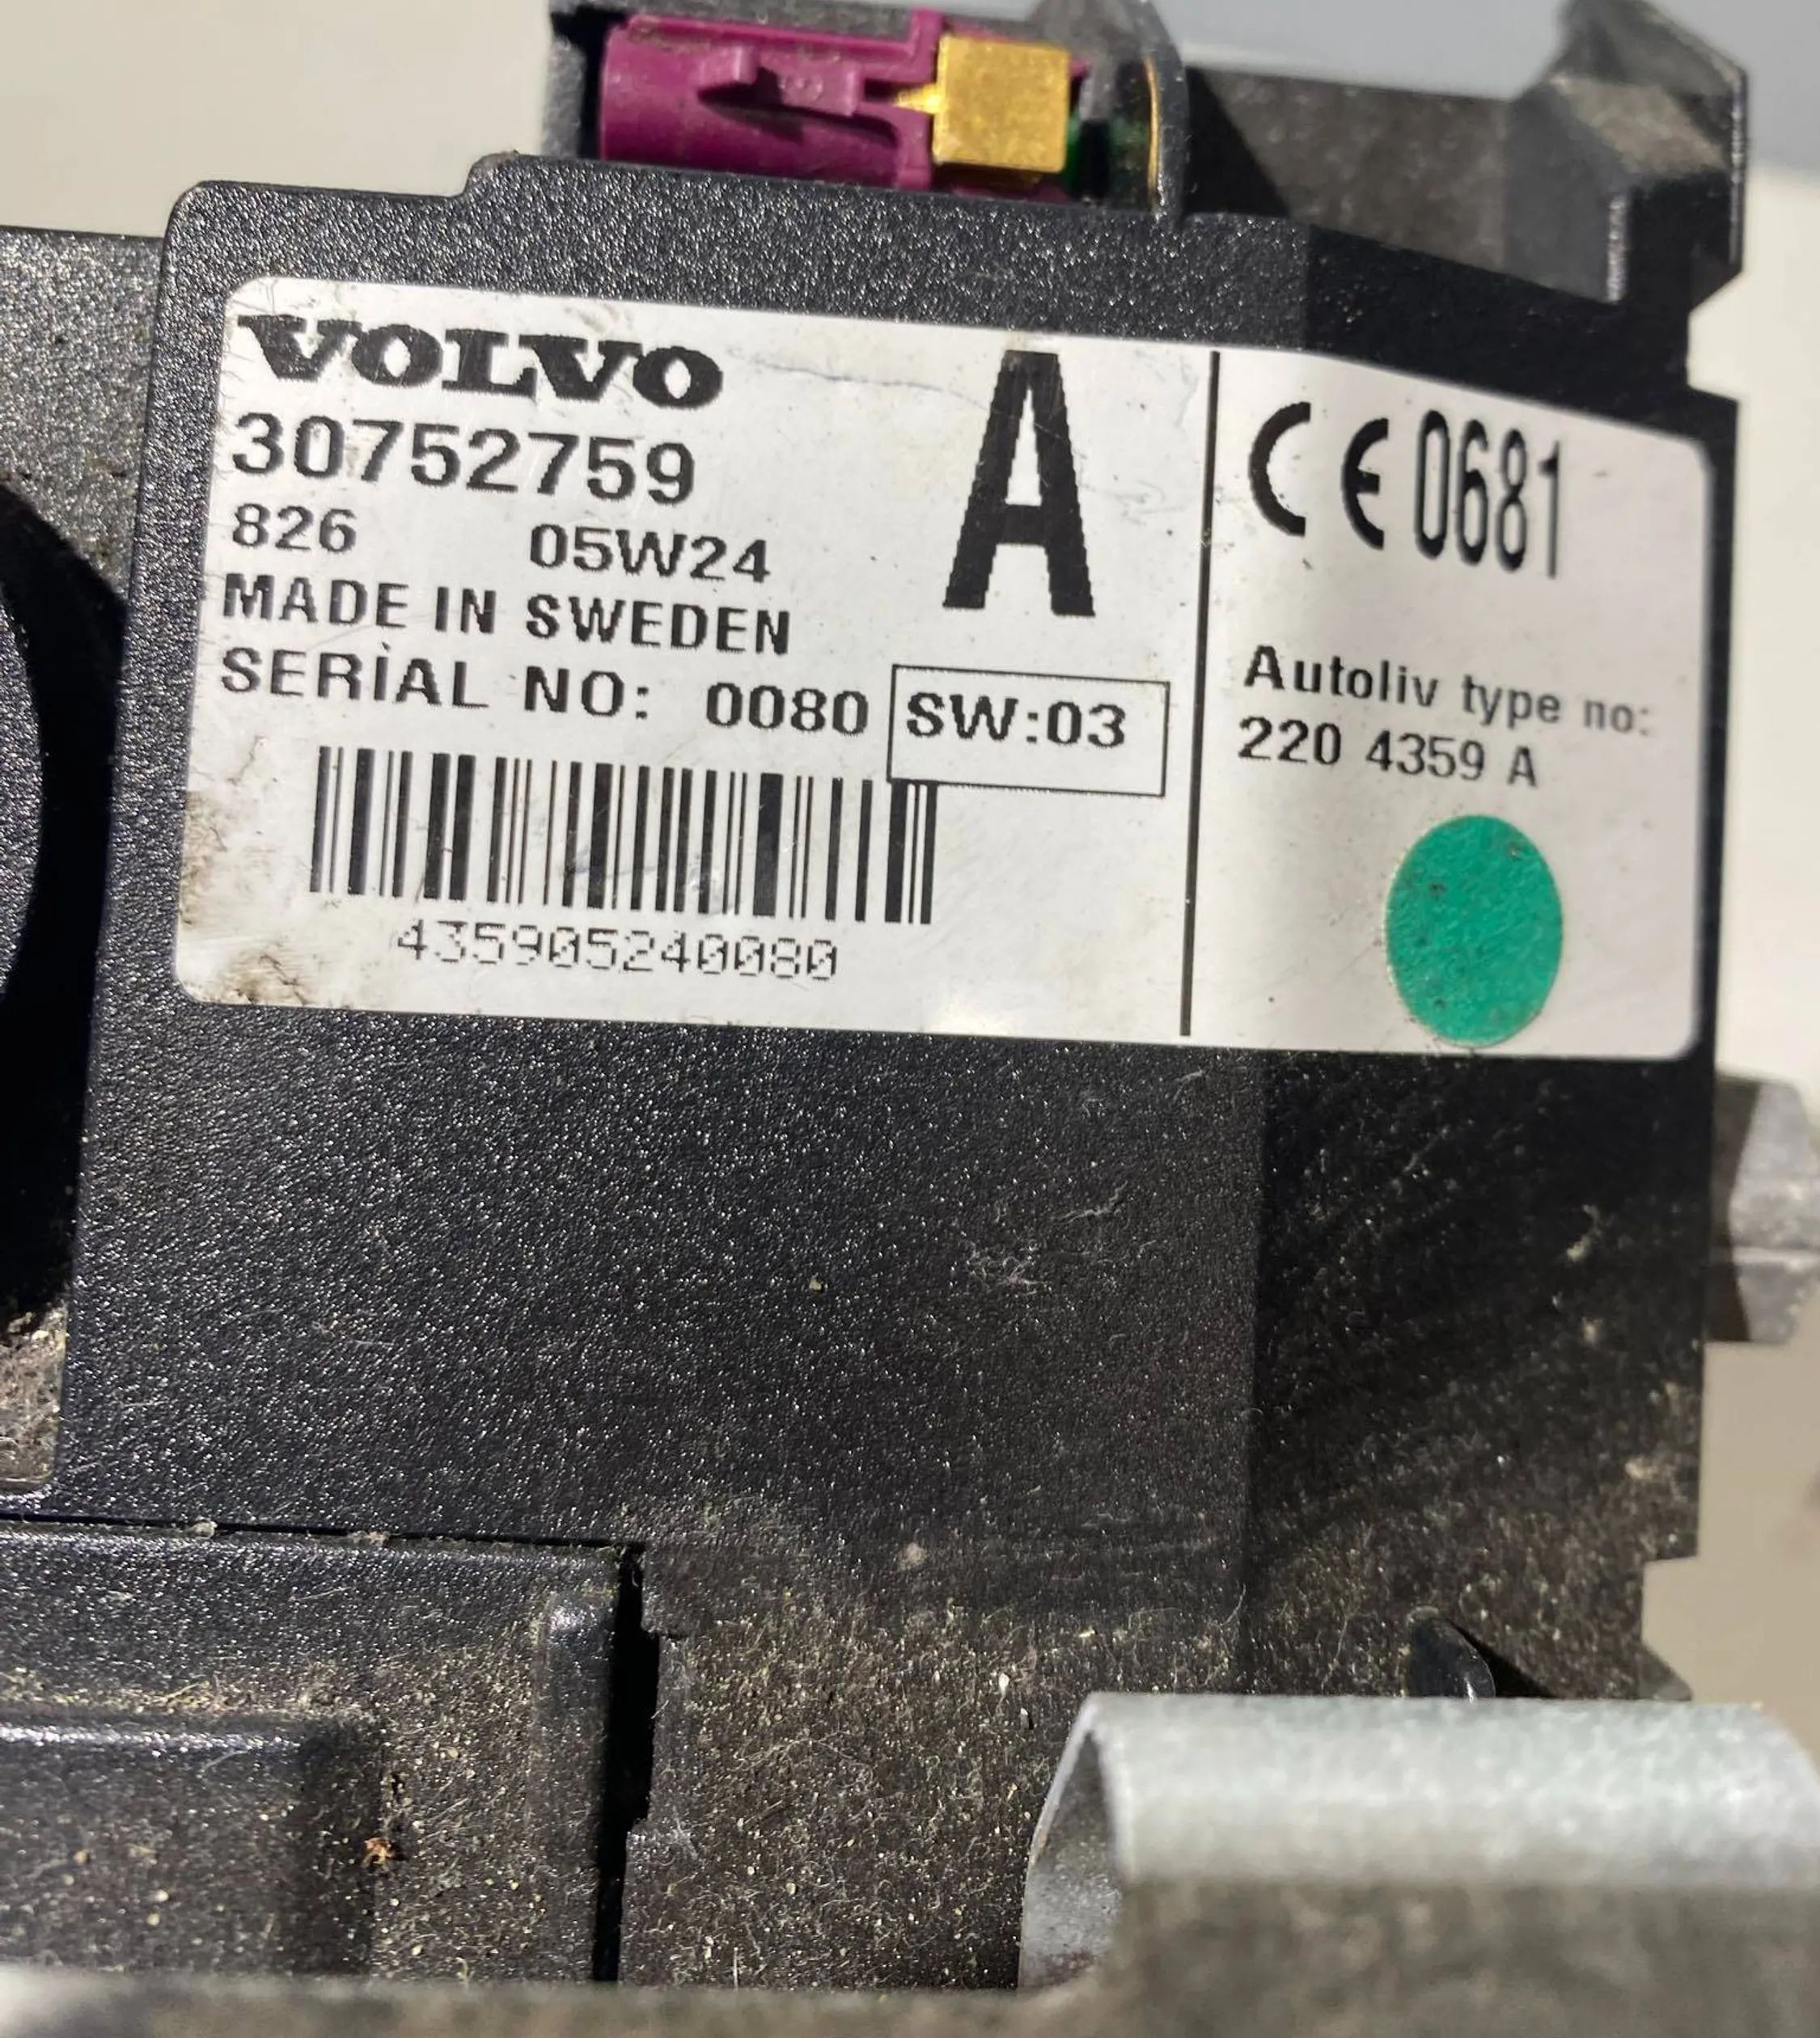 VOLVO
30752759
826 05W24
MADE IN SWEDEN
SERIAL NO: 0080
SW:03
435905240080
A
CE 0681
Autoliv type no:
220 4359 A